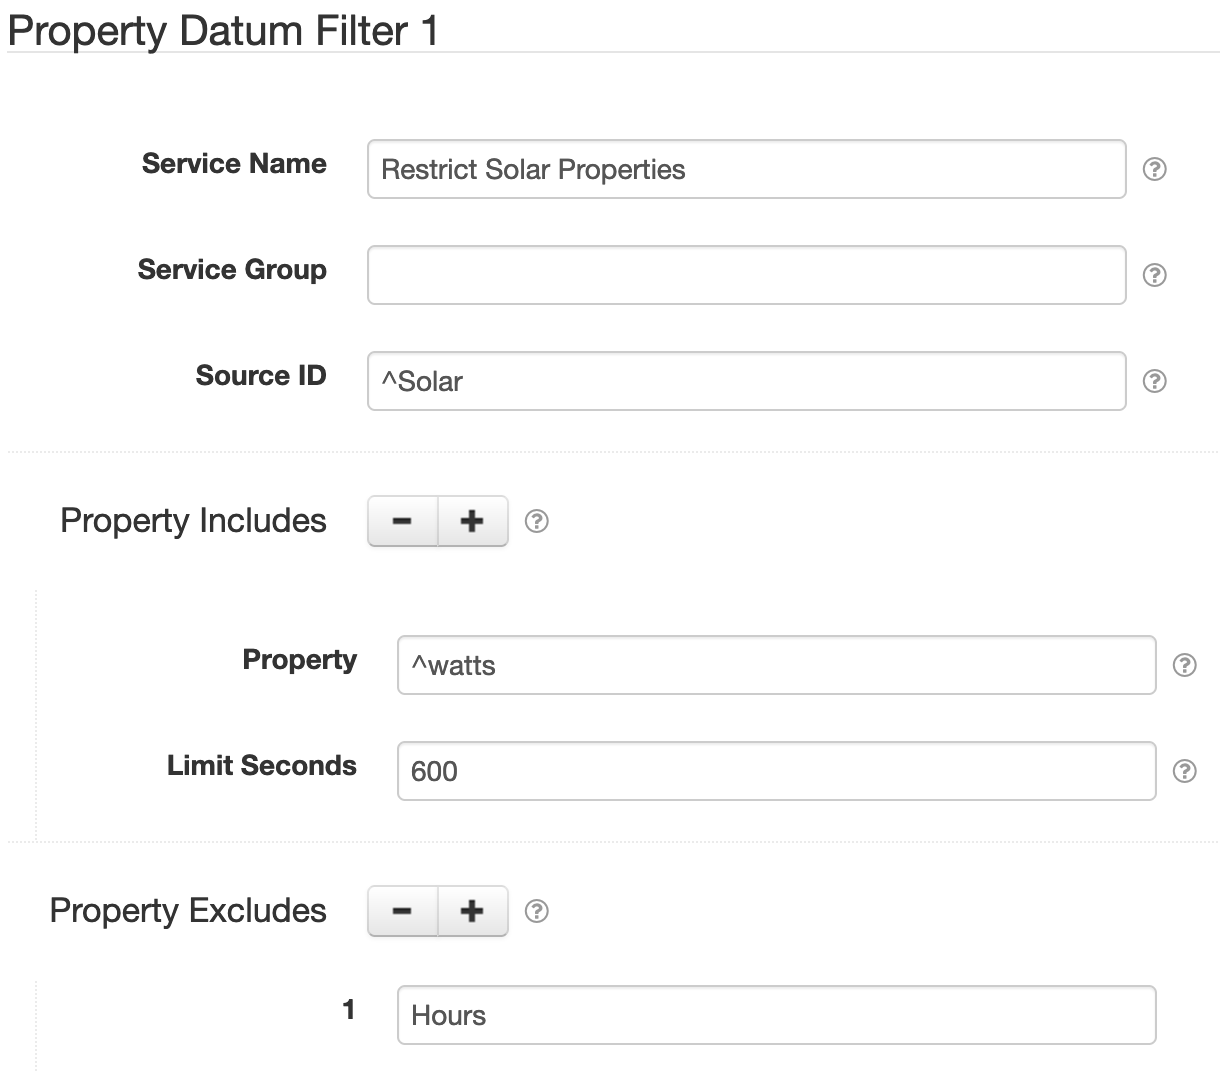 Property Datum Filter 1
Service Name
Restrict Solar Properties
Service Group
Source ID
^Solar
Property Includes
Property
^watts
Limit Seconds
600
Property Excludes
1
Hours